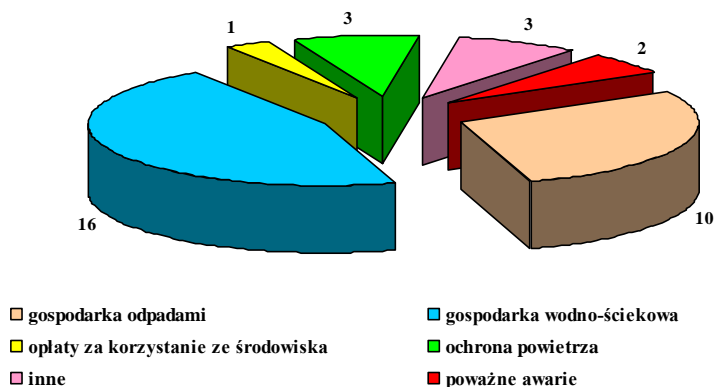 1
3
3
2
16
10
gospodarka odpadami
gospodarka wodno-ściekowa
opłaty za korzystanie ze środowiska
ochrona powietrza
inne
poważne awarie